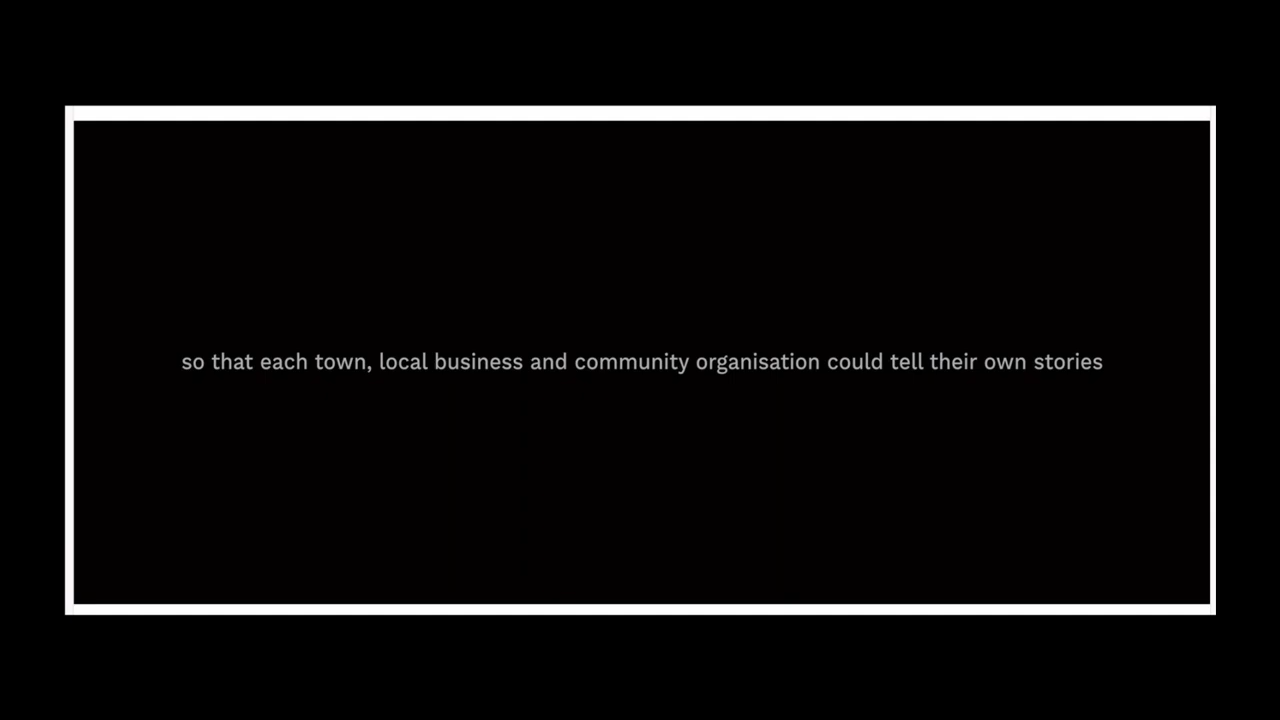 so that each town, local business and community organisation could tell their own stories